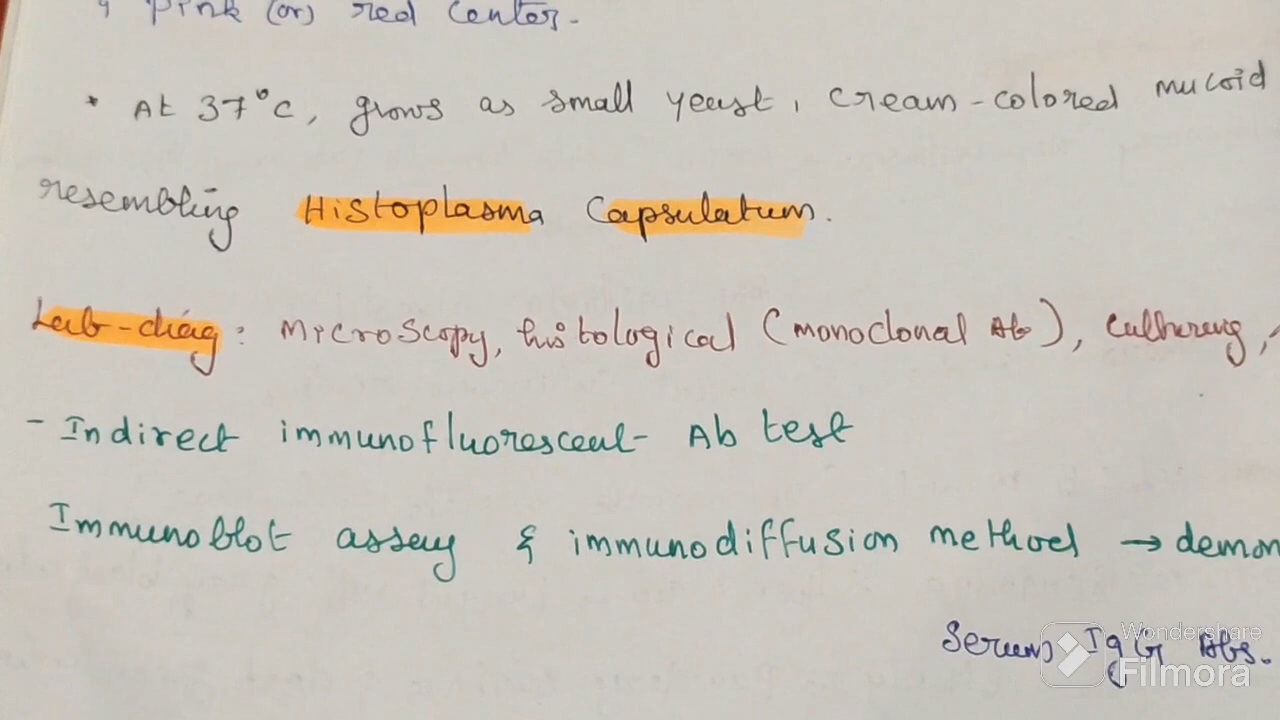 & pink (or) red center.
* At 37°C, grows as small yeast, cream-colored mucoid
resembling Histoplasma Capsulatum.
Lab-diag: Microscopy, histological (monoclonal Ab), Culturing,
- Indirect immunofluorescent Ab test
Immunoblot assay & immunodiffusion method → demon
Serum IgG Abs.
Wondershare
Filmora